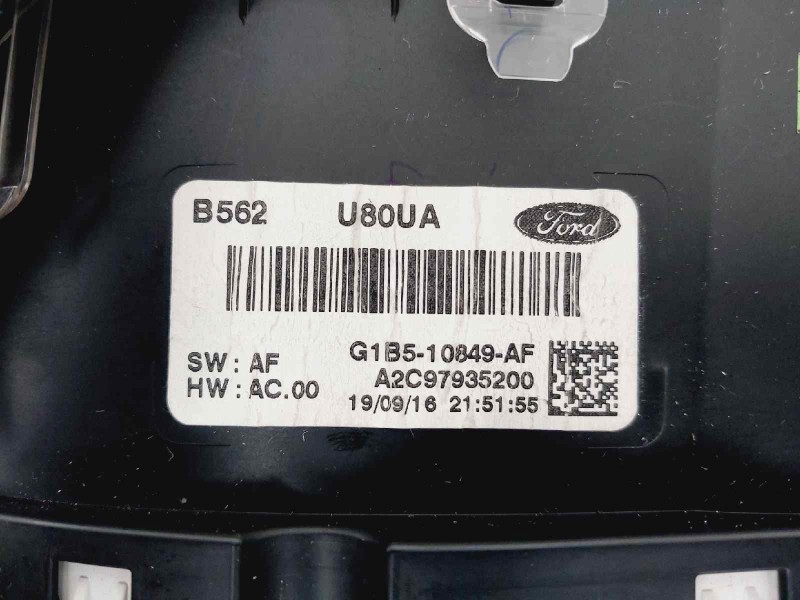 B562 U80UA Ford
SW : AF
HW : AC.00
G1B5-10849-AF
A2C97935200
19/09/16 21:51:55